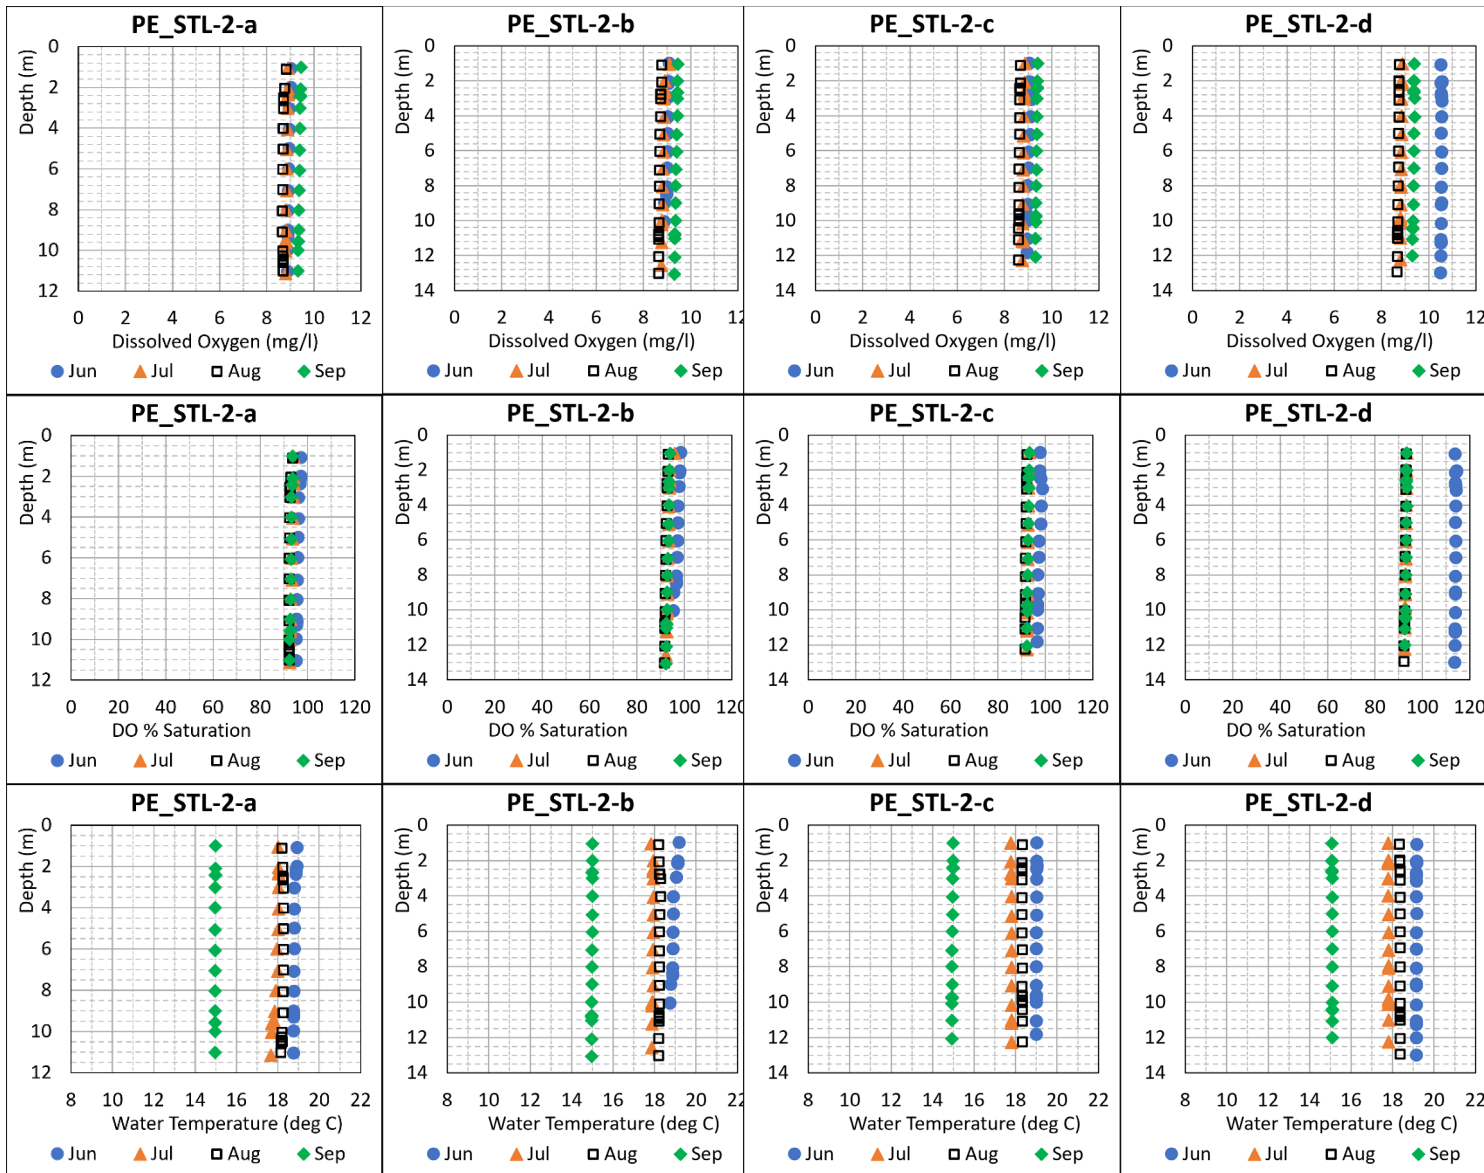 PE_STL-2-a
Depth (m)
0
2
4
6
8
10
12
0 2 4 6 8 10 12
Dissolved Oxygen (mg/l)
Jun Jul Aug Sep
PE_STL-2-b
Depth (m)
0
2
4
6
8
10
12
14
0 2 4 6 8 10 12
Dissolved Oxygen (mg/l)
Jun Jul Aug Sep
PE_STL-2-c
Depth (m)
0
2
4
6
8
10
12
14
0 2 4 6 8 10 12
Dissolved Oxygen (mg/l)
Jun Jul Aug Sep
PE_STL-2-d
Depth (m)
0
2
4
6
8
10
12
14
0 2 4 6 8 10 12
Dissolved Oxygen (mg/l)
Jun Jul Aug Sep
PE_STL-2-a
Depth (m)
0
2
4
6
8
10
12
0 20 40 60 80 100 120
DO % Saturation
Jun Jul Aug Sep
PE_STL-2-b
Depth (m)
0
2
4
6
8
10
12
14
0 20 40 60 80 100 120
DO % Saturation
Jun Jul Aug Sep
PE_STL-2-c
Depth (m)
0
2
4
6
8
10
12
14
0 20 40 60 80 100 120
DO % Saturation
Jun Jul Aug Sep
PE_STL-2-d
Depth (m)
0
2
4
6
8
10
12
14
0 20 40 60 80 100 120
DO % Saturation
Jun Jul Aug Sep
PE_STL-2-a
Depth (m)
0
2
4
6
8
10
12
8 10 12 14 16 18 20 22
Water Temperature (deg C)
Jun Jul Aug Sep
PE_STL-2-b
Depth (m)
0
2
4
6
8
10
12
14
8 10 12 14 16 18 20 22
Water Temperature (deg C)
Jun Jul Aug Sep
PE_STL-2-c
Depth (m)
0
2
4
6
8
10
12
14
8 10 12 14 16 18 20 22
Water Temperature (deg C)
Jun Jul Aug Sep
PE_STL-2-d
Depth (m)
0
2
4
6
8
10
12
14
8 10 12 14 16 18 20 22
Water Temperature (deg C)
Jun Jul Aug Sep